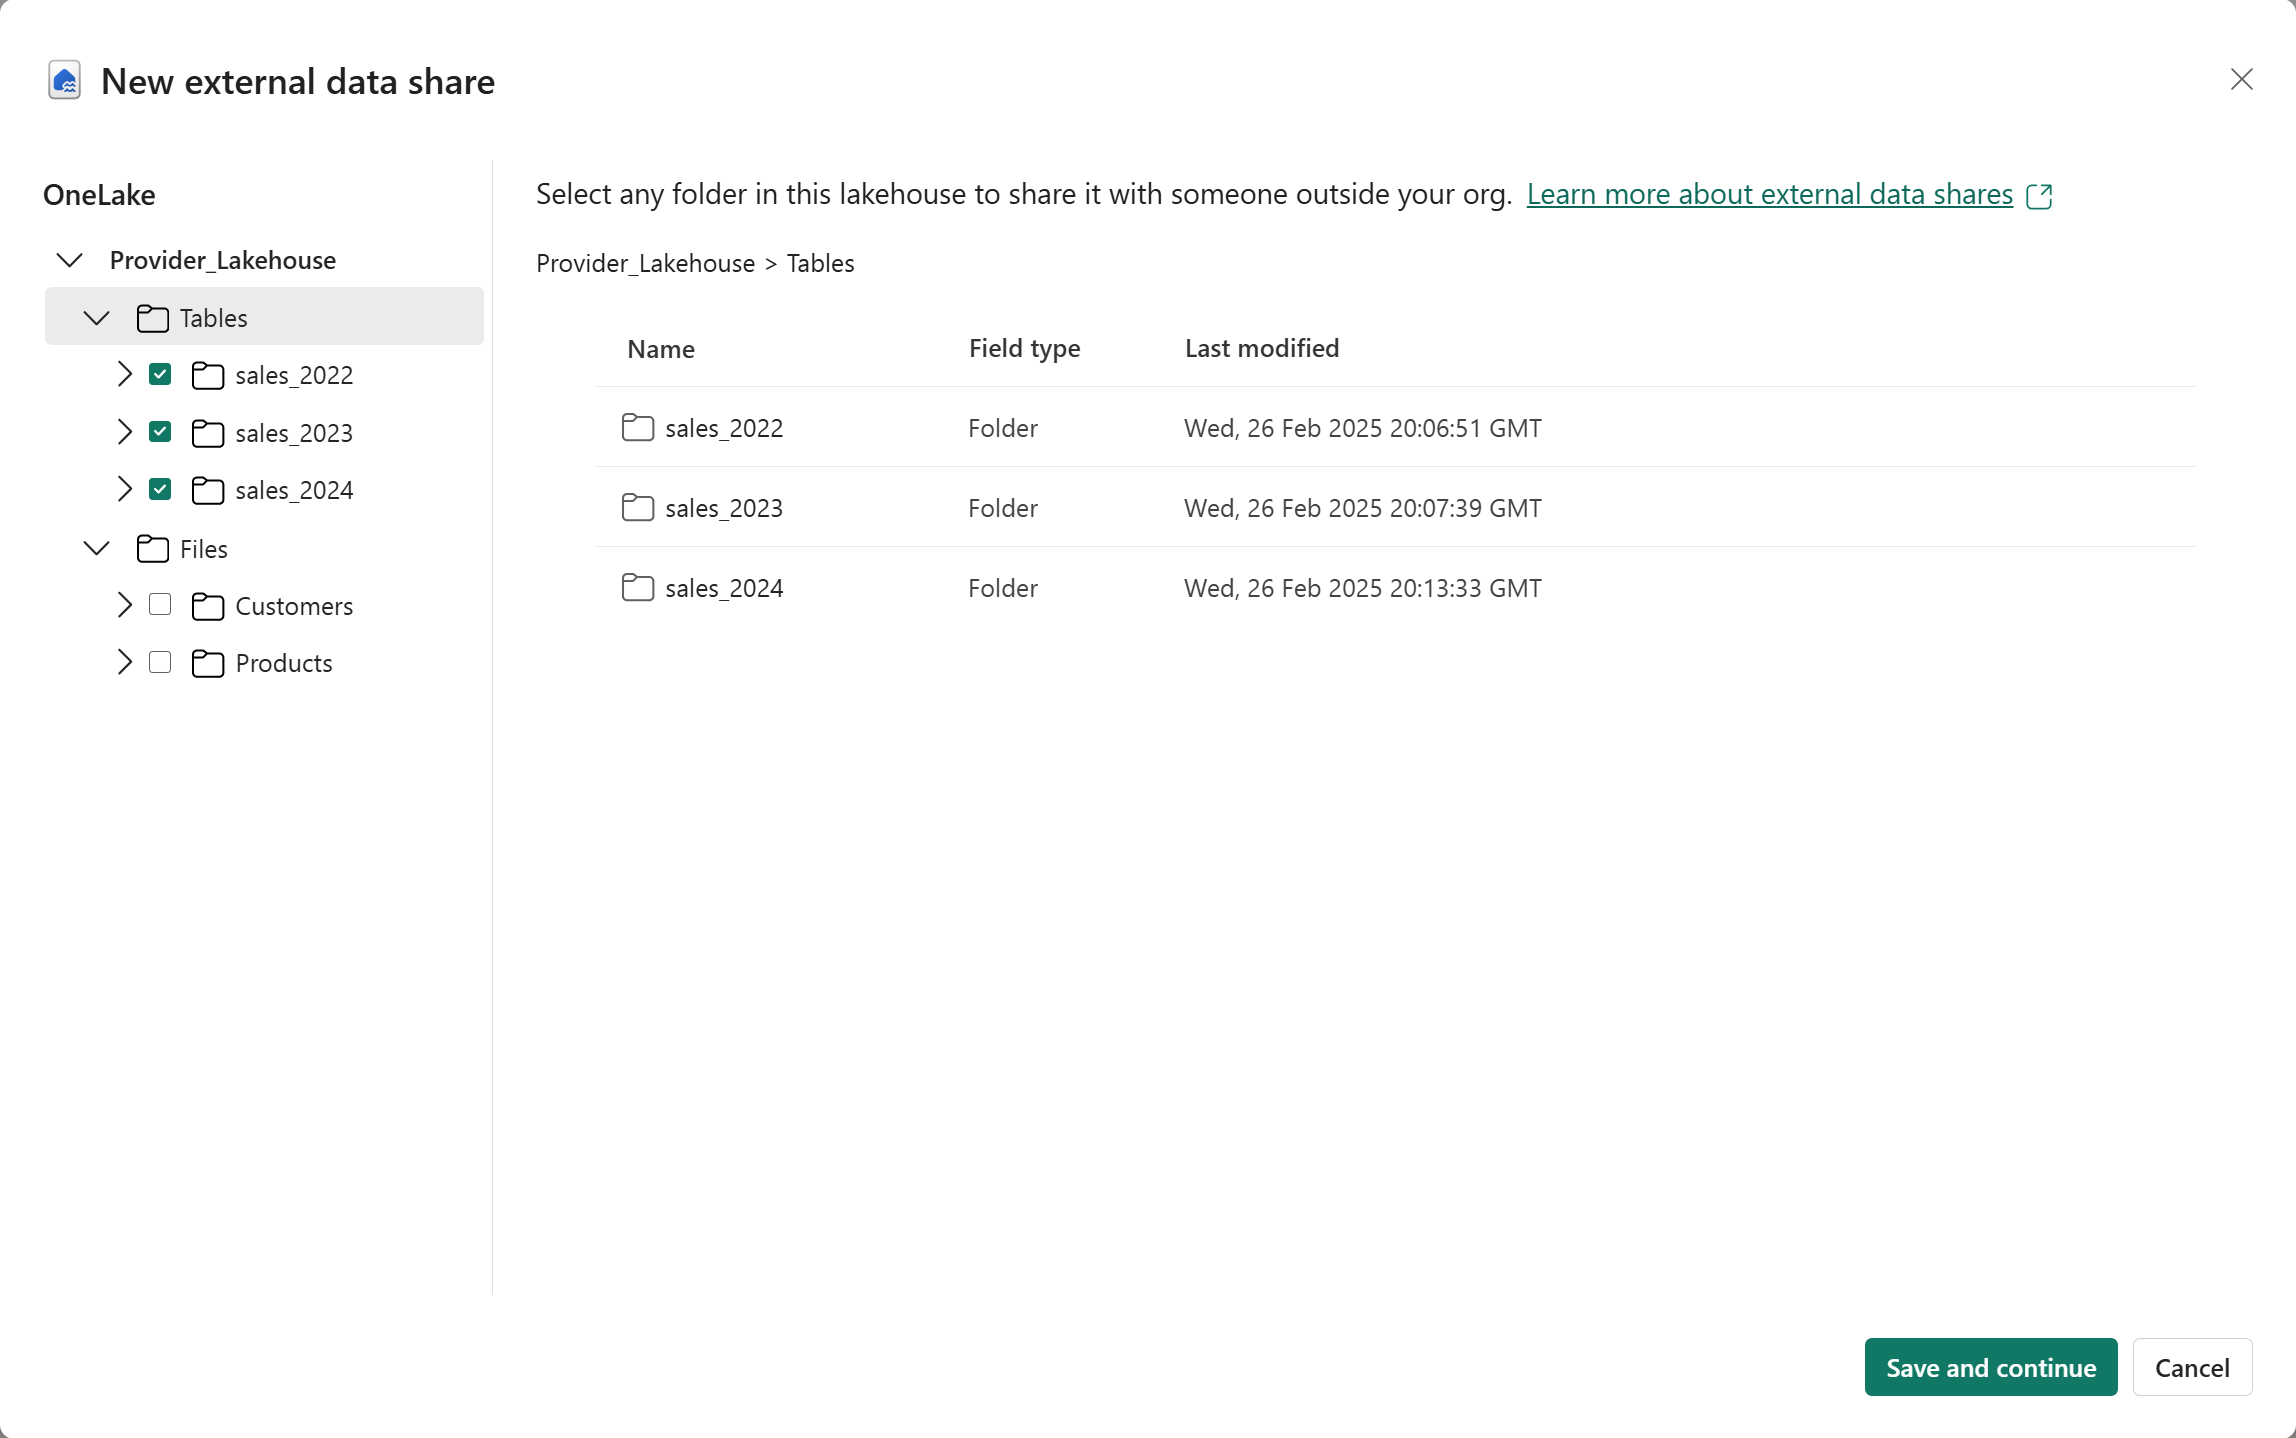 New external data share
OneLake
Provider_Lakehouse
Tables
sales_2022
sales_2023
sales_2024
Files
Customers
Products
Select any folder in this lakehouse to share it with someone outside your org. Learn more about external data shares
Provider_Lakehouse > Tables
Name Field type Last modified
sales_2022 Folder Wed, 26 Feb 2025 20:06:51 GMT
sales_2023 Folder Wed, 26 Feb 2025 20:07:39 GMT
sales_2024 Folder Wed, 26 Feb 2025 20:13:33 GMT
Save and continue Cancel